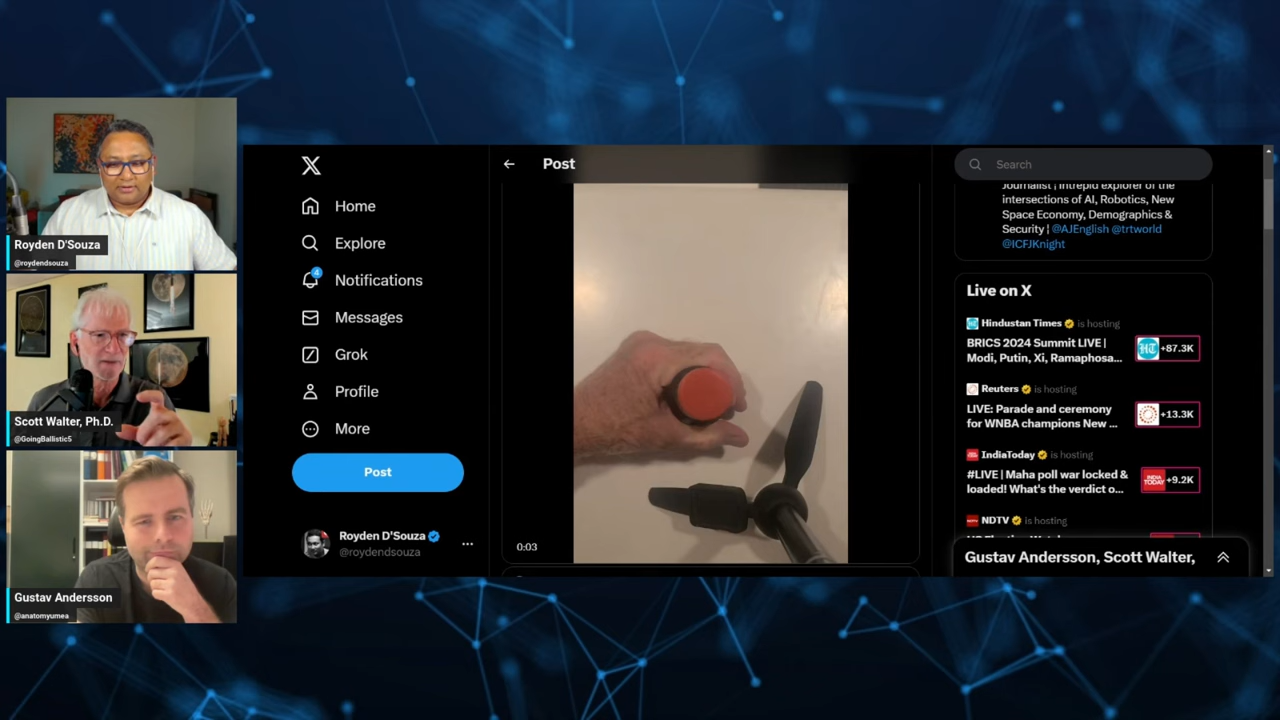 Royden D'Souza
@roydendsouza
Scott Walter, Ph.D.
@GoingBallistic5
Gustav Andersson
@anatomyumea
Home
Explore
4
Notifications
Messages
Grok
Profile
More
Post
Royden D'Souza
@roydendsouza
Post
0:03
Search
Journalist | Intrepid explorer of the
intersections of AI, Robotics, New
Space Economy, Demographics &
Security | @AJEnglish @trtworld
@ICFJKnight
Live on X
Hindustan Times is hosting
BRICS 2024 Summit LIVE |
Modi, Putin, Xi, Ramaphosa...
HT +87.3K
Reuters is hosting
LIVE: Parade and ceremony
for WNBA champions New ...
+13.3K
IndiaToday is hosting
#LIVE | Maha poll war locked &
loaded! What's the verdict o...
INDIA TODAY +9.2K
NDTV is hosting
Gustav Andersson, Scott Walter,